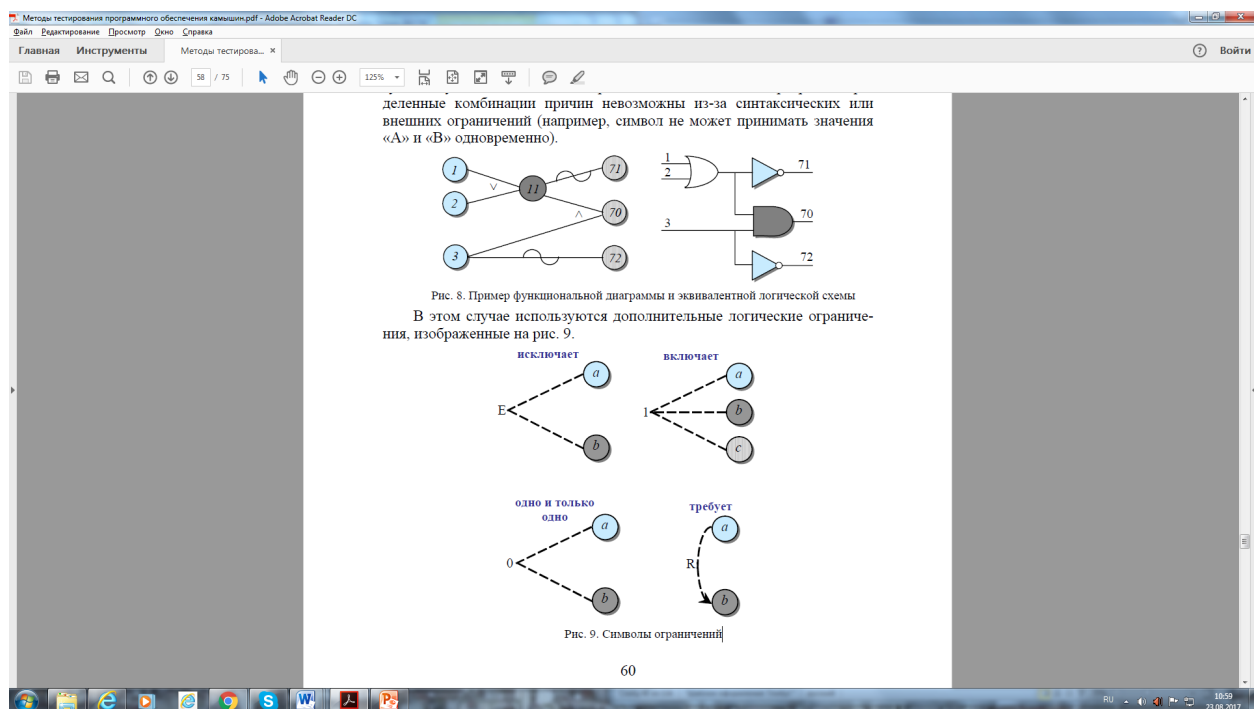 Методы тестирования программного обеспечения камышин.pdf - Adobe Acrobat Reader DC
Файл Редактирование Просмотр Окно Справка
Главная Инструменты Методы тестирова... × ? Войти
58 / 75 125%
деленные комбинации причин невозможны из-за синтаксических или
внешних ограничений (например, символ не может принимать значения
«А» и «В» одновременно).
1 71 1 71
2 11 2
∨
∧ 70 3 70
3 72 72
Рис. 8. Пример функциональной диаграммы и эквивалентной логической схемы
В этом случае используются дополнительные логические ограниче-
ния, изображенные на рис. 9.
исключает включает
a a
E b 1 b
c
одно и только
одно
требует
a a
0 R
b b
Рис. 9. Символы ограничений
60
RU 10:59
23.08.2017